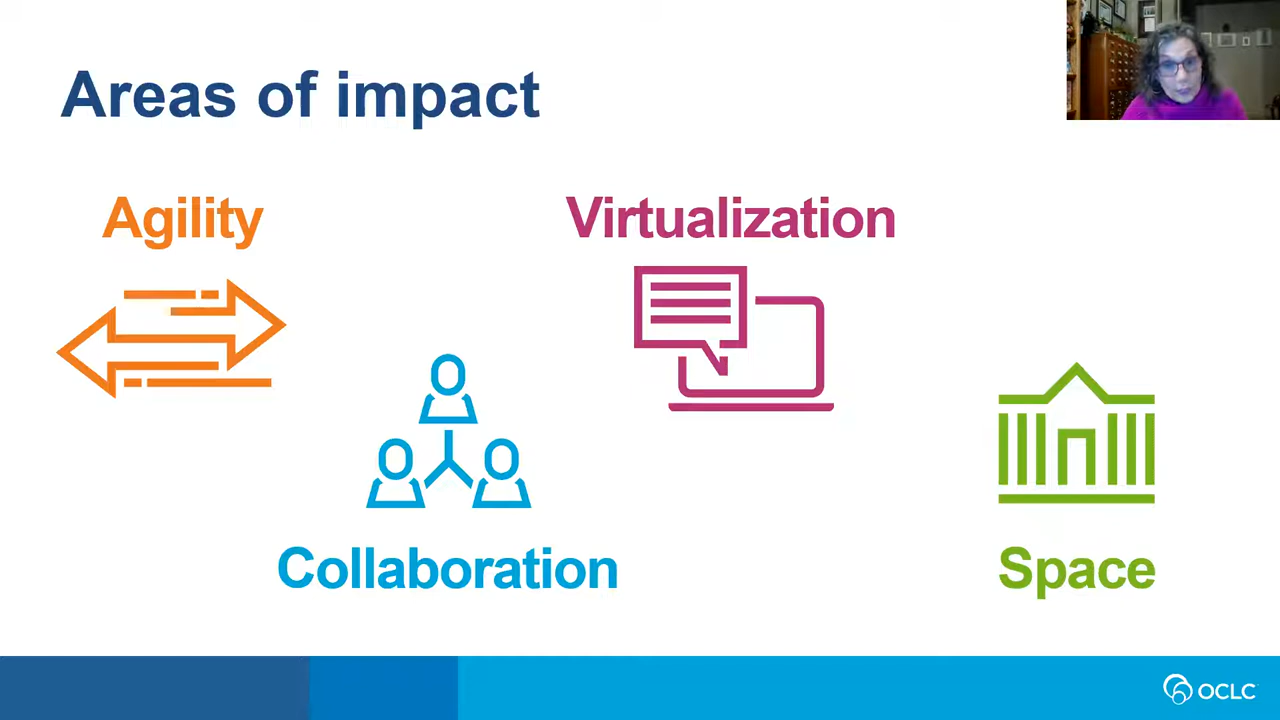 Areas of impact
Agility
Virtualization
Collaboration
Space
OCLC